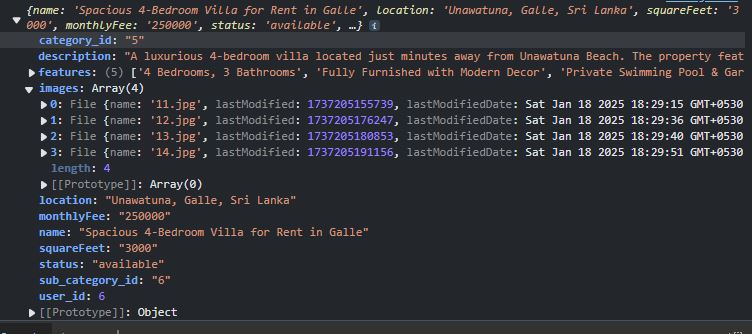 {name: 'Spacious 4-Bedroom Villa for Rent in Galle', location: 'Unawatuna, Galle, Sri Lanka', squareFeet: '3
000', monthlyFee: '250000', status: 'available', …}
category_id: "5"
description: "A luxurious 4-bedroom villa located just minutes away from Unawatuna Beach. The property feat
features: (5) ['4 Bedrooms, 3 Bathrooms', 'Fully Furnished with Modern Decor', 'Private Swimming Pool & Gar
images: Array(4)
0: File {name: '11.jpg', lastModified: 1737205155739, lastModifiedDate: Sat Jan 18 2025 18:29:15 GMT+0530
1: File {name: '12.jpg', lastModified: 1737205176247, lastModifiedDate: Sat Jan 18 2025 18:29:36 GMT+0530
2: File {name: '13.jpg', lastModified: 1737205180853, lastModifiedDate: Sat Jan 18 2025 18:29:40 GMT+0530
3: File {name: '14.jpg', lastModified: 1737205191156, lastModifiedDate: Sat Jan 18 2025 18:29:51 GMT+0530
length: 4
[[Prototype]]: Array(0)
location: "Unawatuna, Galle, Sri Lanka"
monthlyFee: "250000"
name: "Spacious 4-Bedroom Villa for Rent in Galle"
squareFeet: "3000"
status: "available"
sub_category_id: "6"
user_id: 6
[[Prototype]]: Object